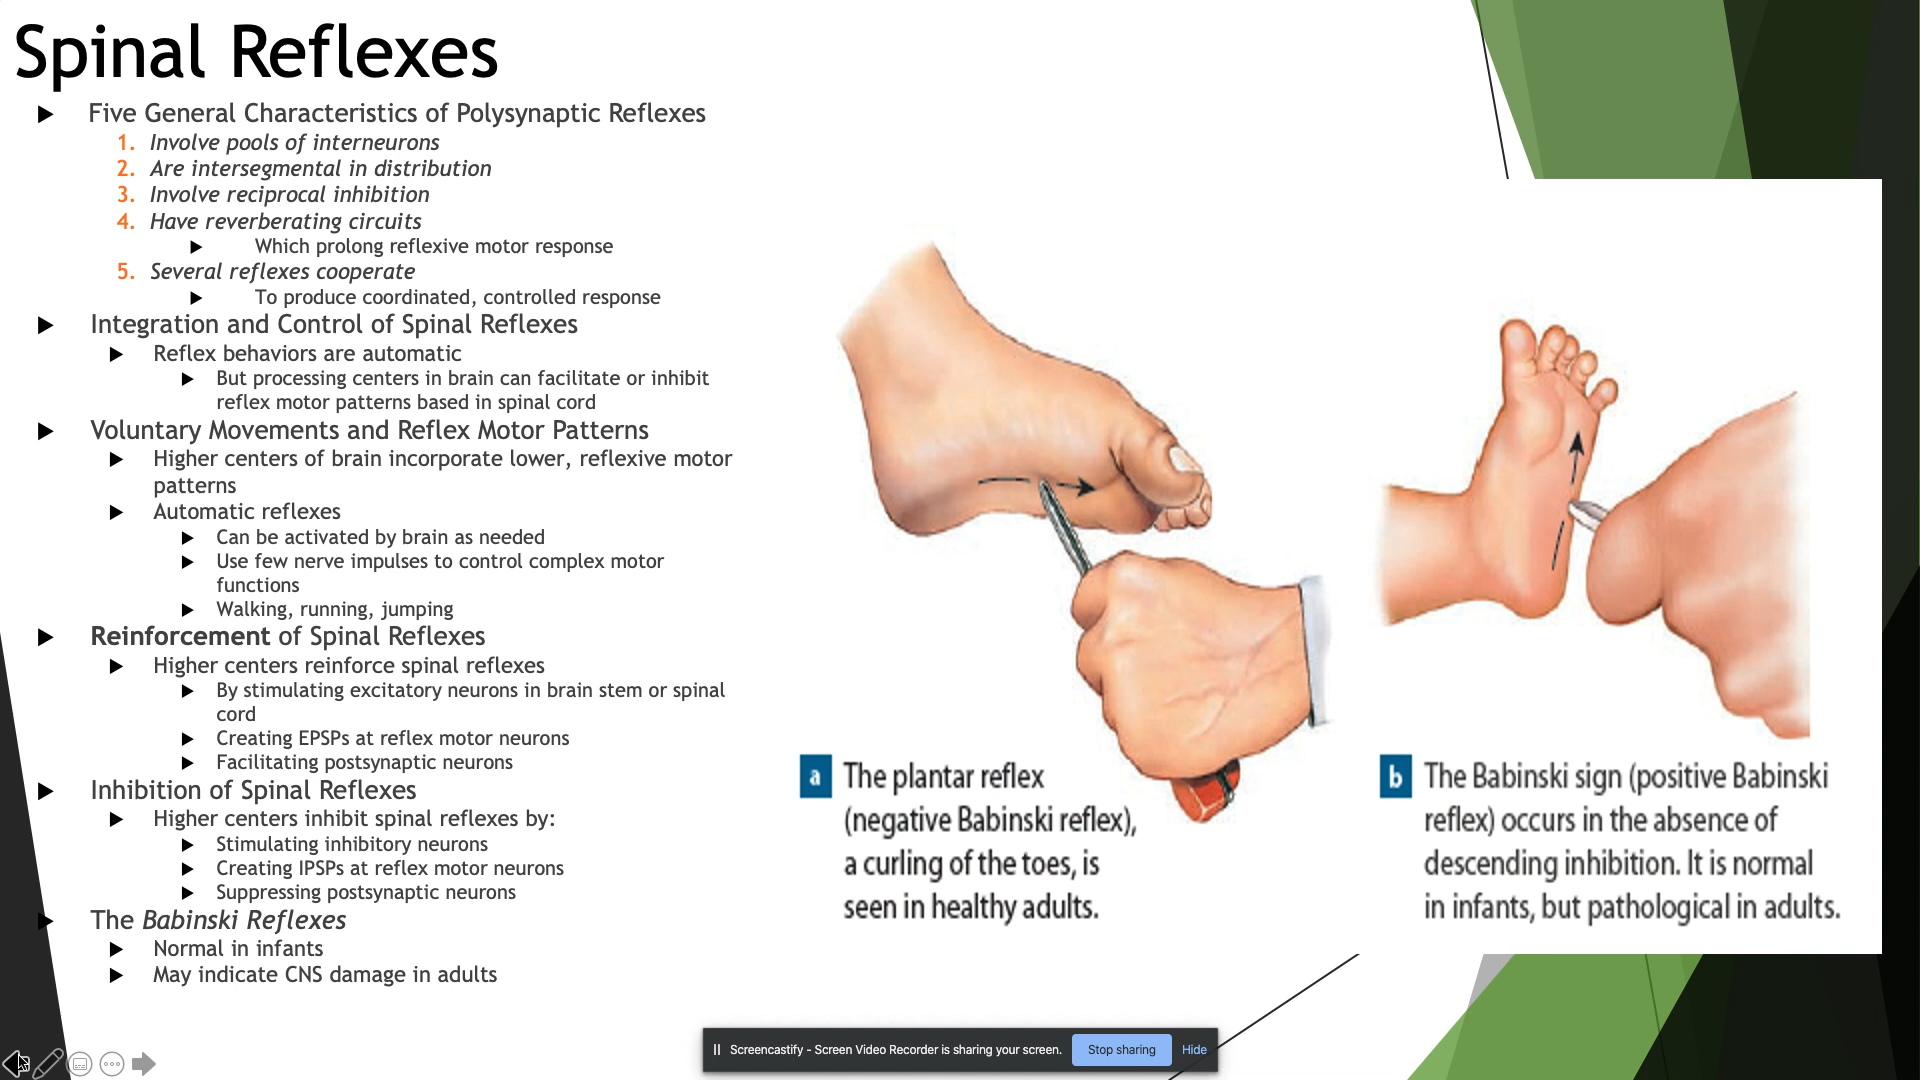 Spinal Reflexes
Five General Characteristics of Polysynaptic Reflexes
1. Involve pools of interneurons
2. Are intersegmental in distribution
3. Involve reciprocal inhibition
4. Have reverberating circuits
Which prolong reflexive motor response
5. Several reflexes cooperate
To produce coordinated, controlled response
Integration and Control of Spinal Reflexes
Reflex behaviors are automatic
But processing centers in brain can facilitate or inhibit
reflex motor patterns based in spinal cord
Voluntary Movements and Reflex Motor Patterns
Higher centers of brain incorporate lower, reflexive motor
patterns
Automatic reflexes
Can be activated by brain as needed
Use few nerve impulses to control complex motor
functions
Walking, running, jumping
Reinforcement of Spinal Reflexes
Higher centers reinforce spinal reflexes
By stimulating excitatory neurons in brain stem or spinal
cord
Creating EPSPs at reflex motor neurons
Facilitating postsynaptic neurons
Inhibition of Spinal Reflexes
Higher centers inhibit spinal reflexes by:
Stimulating inhibitory neurons
Creating IPSPs at reflex motor neurons
Suppressing postsynaptic neurons
The Babinski Reflexes
Normal in infants
May indicate CNS damage in adults
a The plantar reflex
(negative Babinski reflex),
a curling of the toes, is
seen in healthy adults.
b The Babinski sign (positive Babinski
reflex) occurs in the absence of
descending inhibition. It is normal
in infants, but pathological in adults.
Screencastify - Screen Video Recorder is sharing your screen. Stop sharing Hide